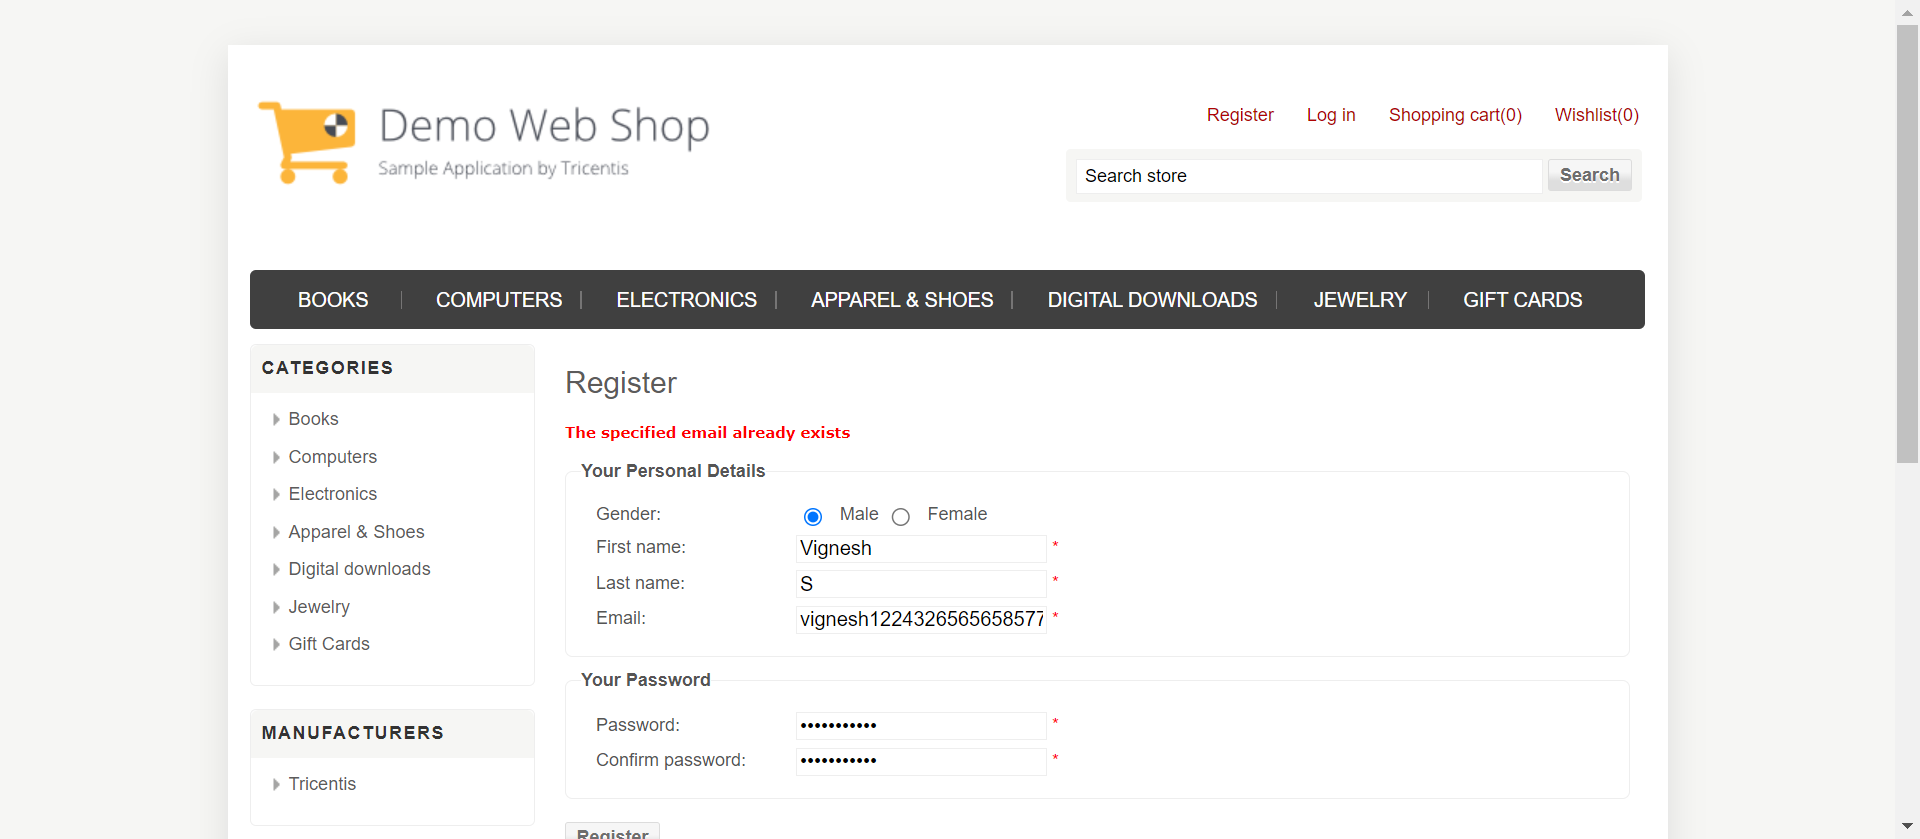 Demo Web Shop
Sample Application by Tricentis
Register Log in Shopping cart(0) Wishlist(0)
Search store Search
BOOKS COMPUTERS ELECTRONICS APPAREL & SHOES DIGITAL DOWNLOADS JEWELRY GIFT CARDS
CATEGORIES
Books
Computers
Electronics
Apparel & Shoes
Digital downloads
Jewelry
Gift Cards
MANUFACTURERS
Tricentis
Register
The specified email already exists
Your Personal Details
Gender: Male Female
First name: Vignesh *
Last name: S *
Email: vignesh1224326565658577 *
Your Password
Password: ••••••••••• *
Confirm password: ••••••••••• *
Register